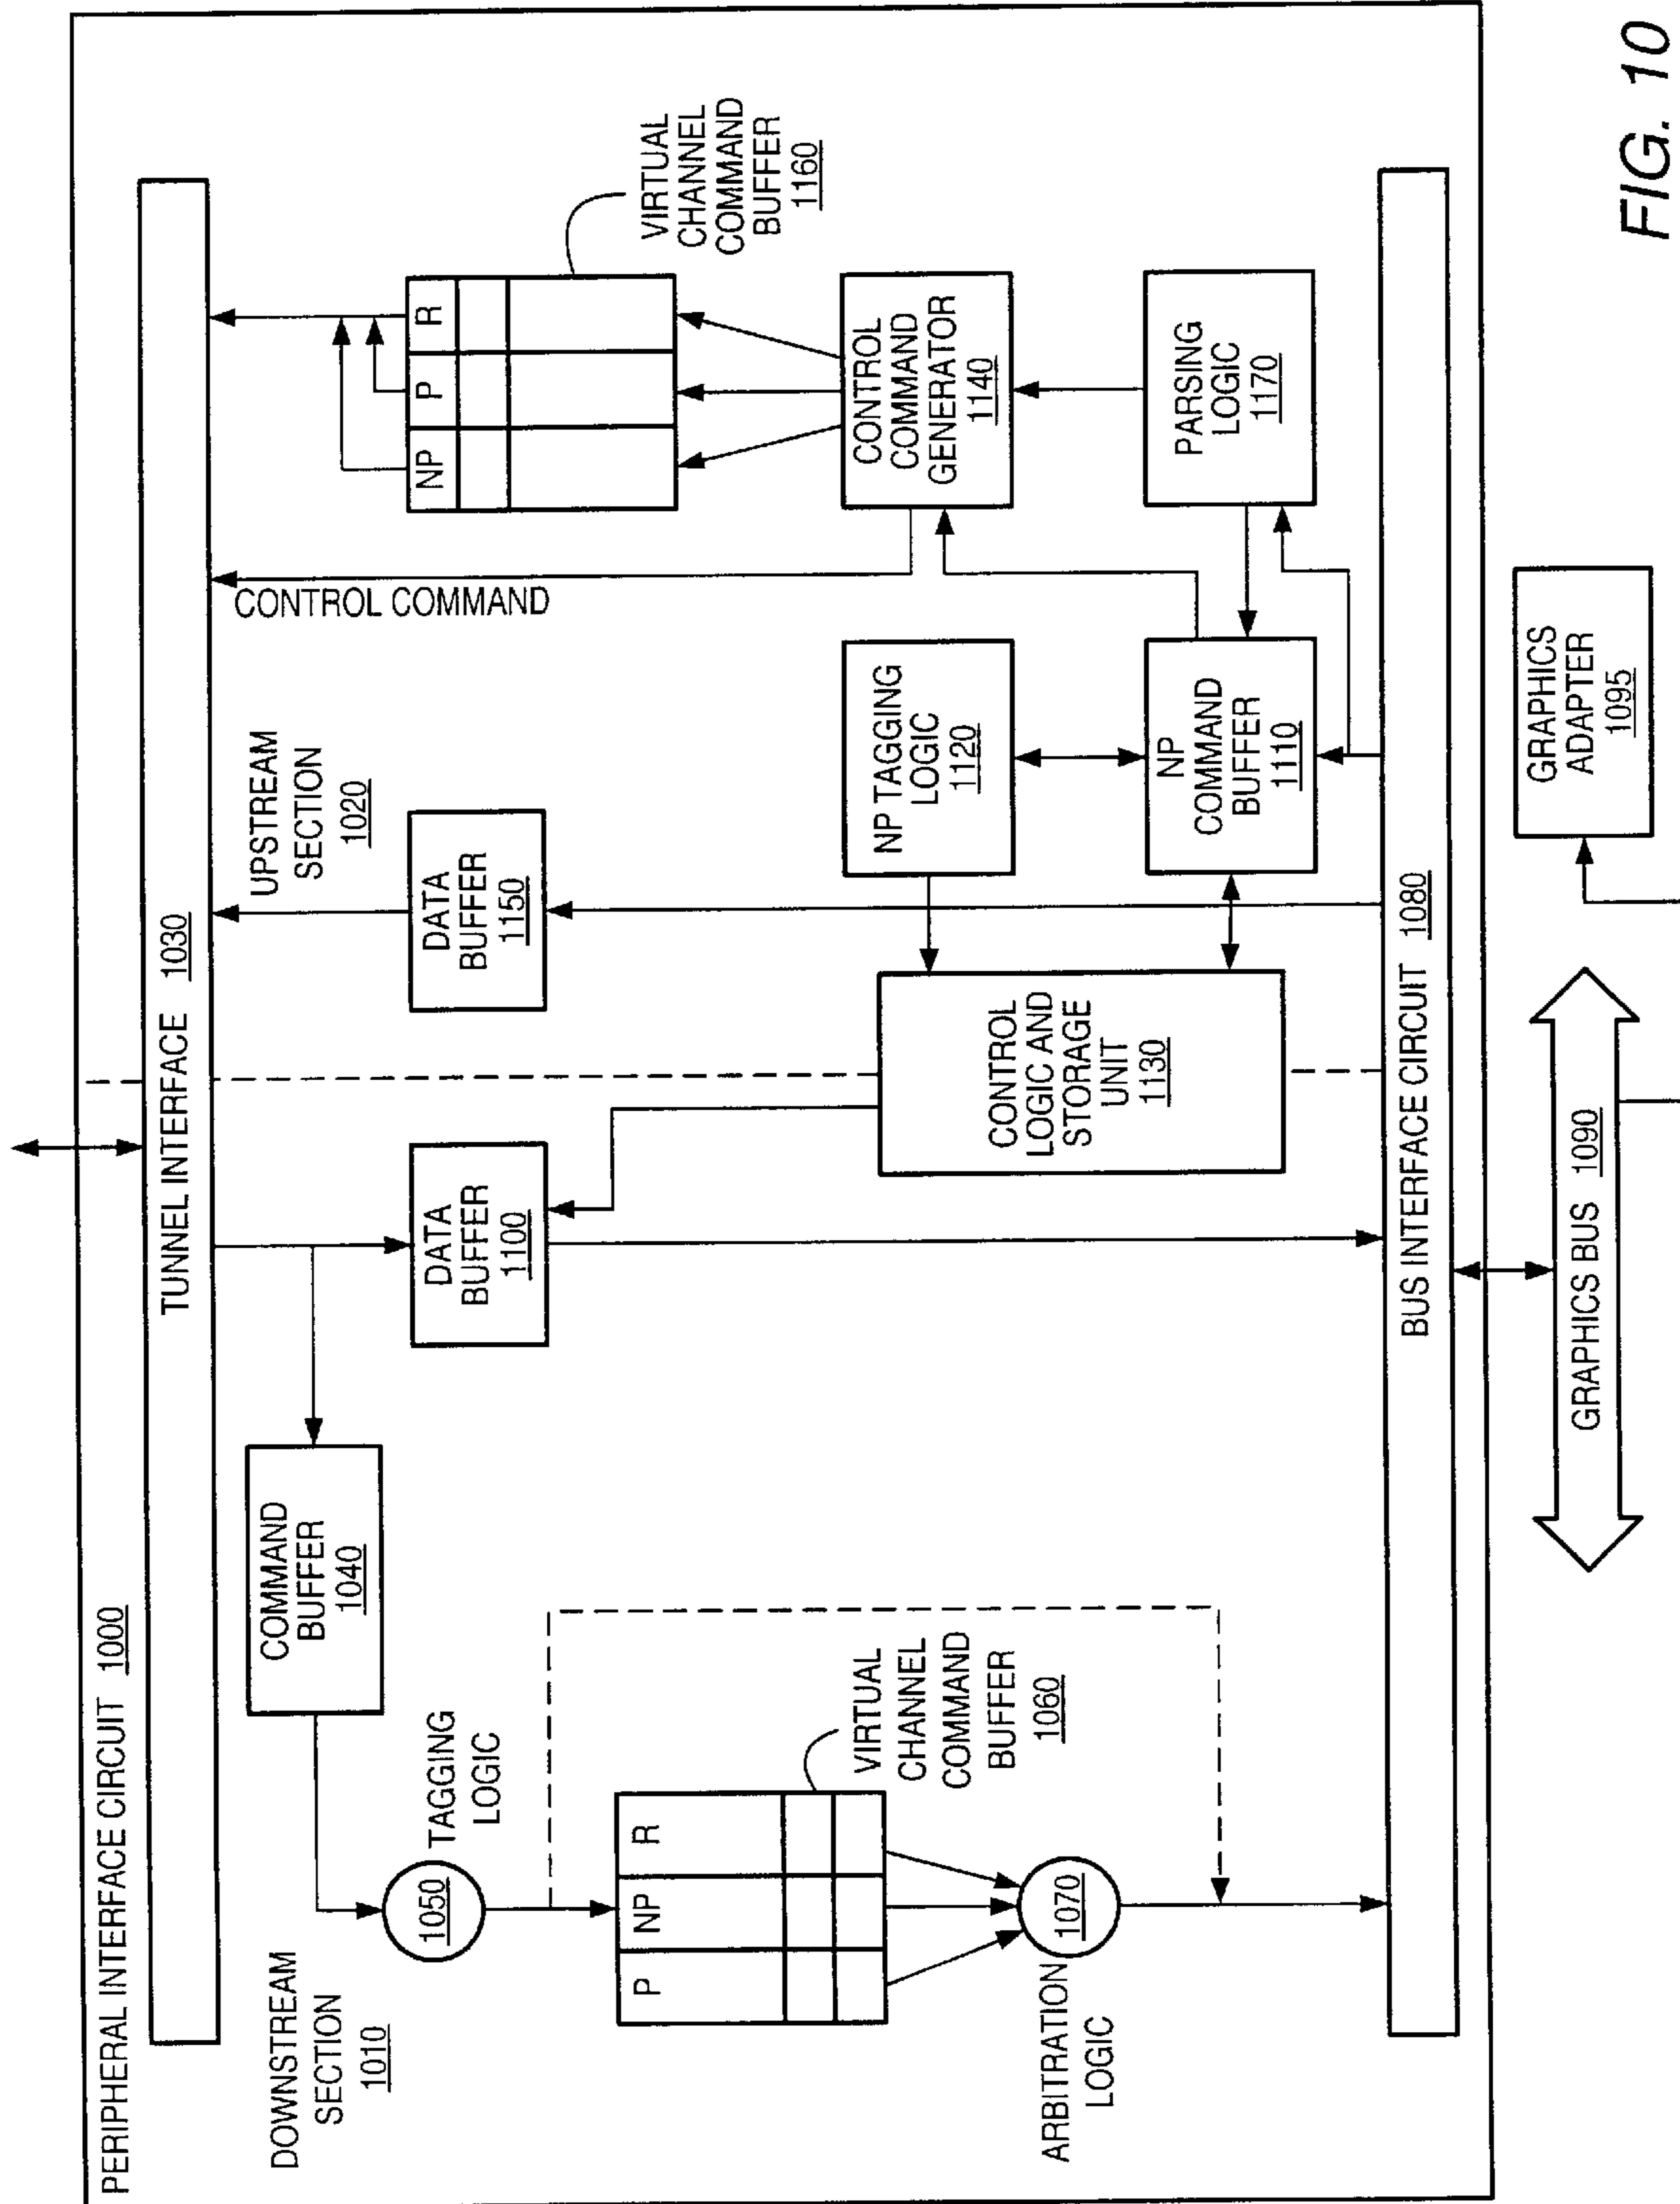 PERIPHERAL INTERFACE CIRCUIT 1000
TUNNEL INTERFACE 1030
DOWNSTREAM
SECTION
1010
COMMAND
BUFFER
1040
UPSTREAM
SECTION
1020
CONTROL COMMAND
1050
TAGGING
LOGIC
DATA
BUFFER
1100
DATA
BUFFER
1150
NP
P
R
VIRTUAL
CHANNEL
COMMAND
BUFFER
1160
P
NP
R
VIRTUAL
CHANNEL
COMMAND
BUFFER
1060
ARBITRATION
LOGIC
1070
CONTROL
LOGIC AND
STORAGE
UNIT
1130
NP TAGGING
LOGIC
1120
CONTROL
COMMAND
GENERATOR
1140
NP
COMMAND
BUFFER
1110
PARSING
LOGIC
1170
BUS INTERFACE CIRCUIT 1080
GRAPHICS BUS 1090
GRAPHICS
ADAPTER
1095
FIG. 10